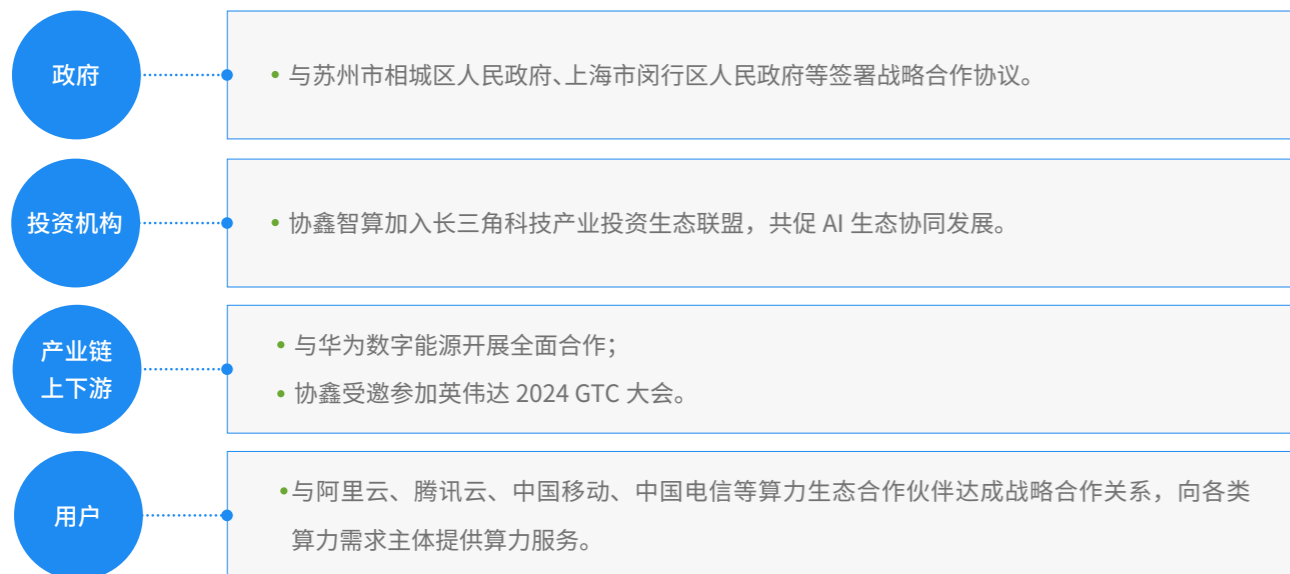 政府
• 与苏州市相城区人民政府、上海市闵行区人民政府等签署战略合作协议。
投资机构
• 协鑫智算加入长三角科技产业投资生态联盟，共促 AI 生态协同发展。
产业链
上下游
• 与华为数字能源开展全面合作；
• 协鑫受邀参加英伟达 2024 GTC 大会。
用户
•与阿里云、腾讯云、中国移动、中国电信等算力生态合作伙伴达成战略合作关系，向各类
算力需求主体提供算力服务。